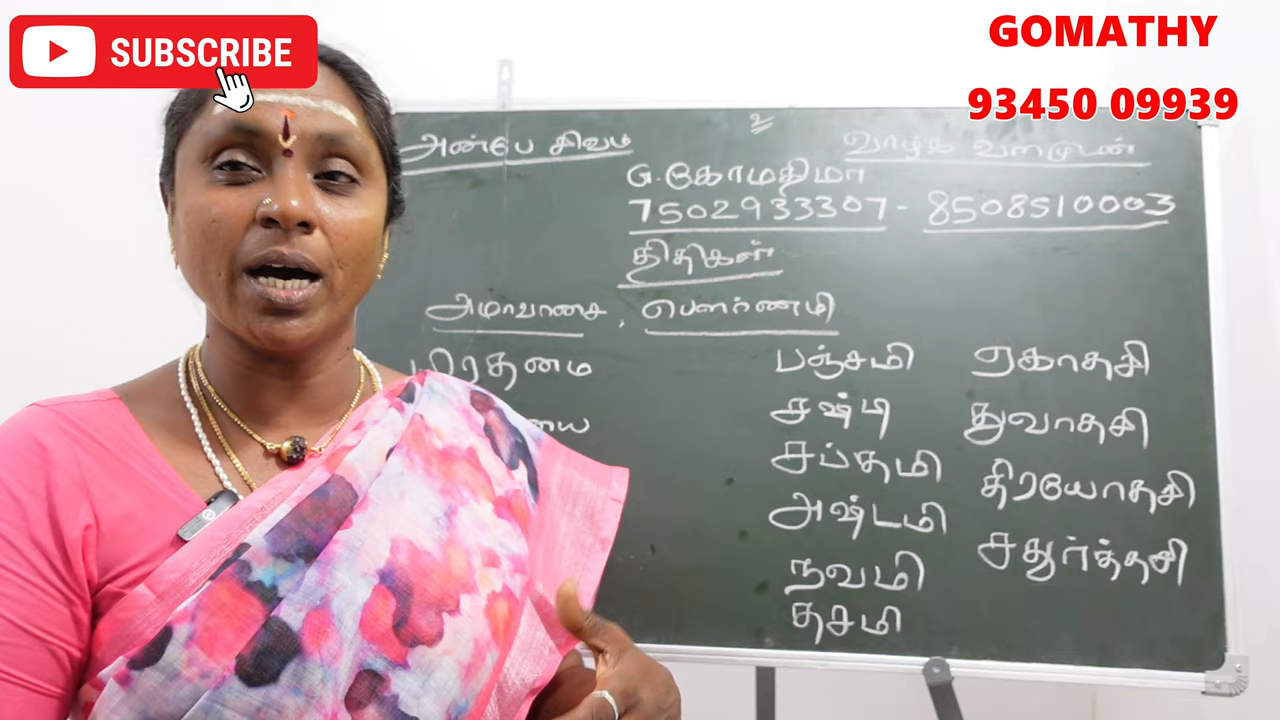 SUBSCRIBE
GOMATHY
93450 09939
உ
அன்பே சிவம்
வாழ்க வளமுடன்
G.கோமதிமா
7502933307 - 8508510003
திதிகள்
அமாவாசை, பௌர்ணமி
பிரதமை
பஞ்சமி
சஷ்டி
சப்தமி
அஷ்டமி
நவமி
தசமி
ஏகாதசி
துவாதசி
திரயோதசி
சதுர்த்தசி